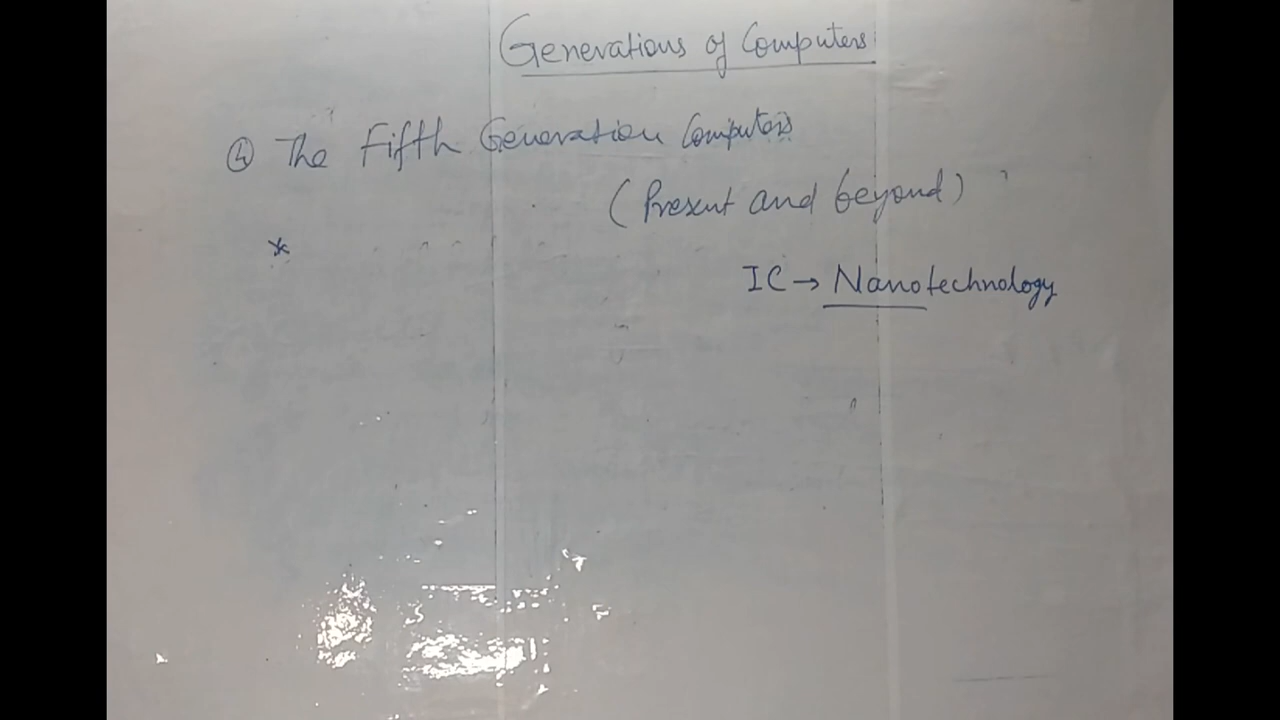 Generations of Computers
④ The Fifth Generation Computers
(Present and beyond)
*
IC → Nanotechnology